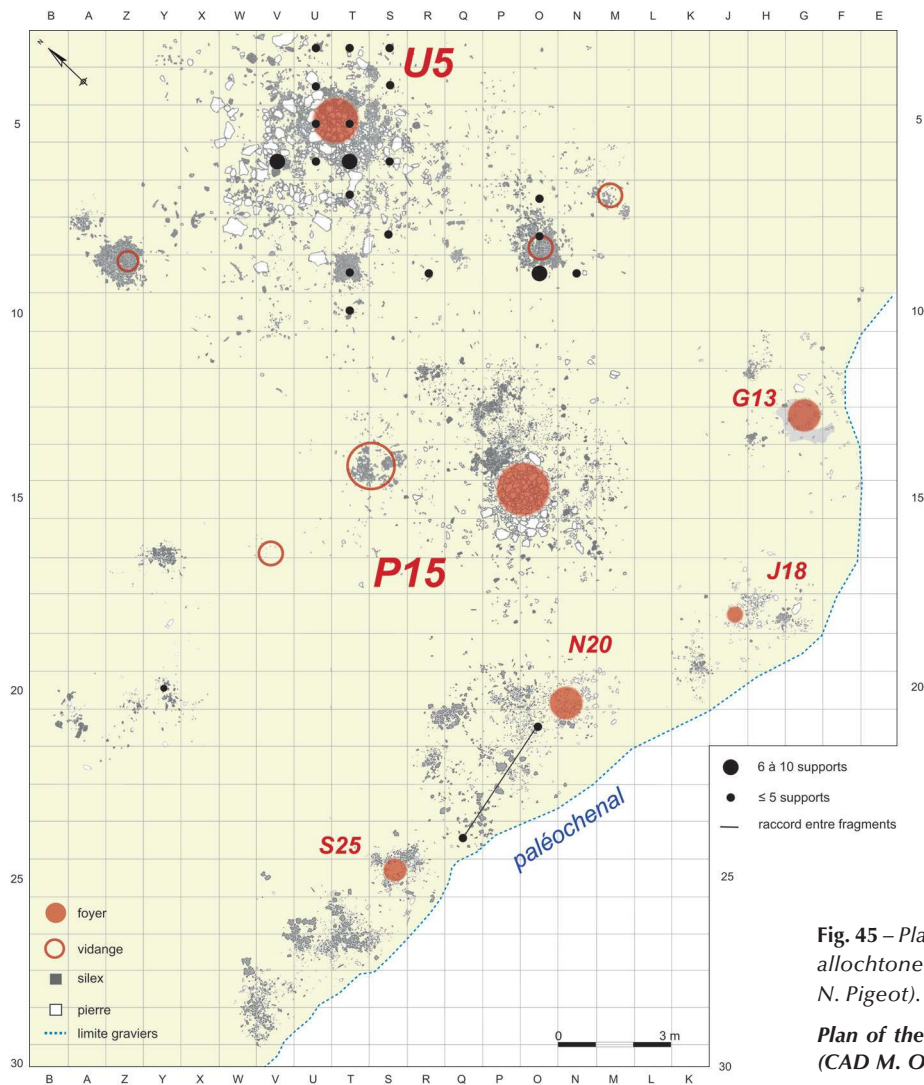 B A Z Y X W V U T S R Q P O N M L K J H G F E
N
U5
5 5
10 10
G13
15 15
P15
J18
N20
20 20
6 à 10 supports
≤ 5 supports
raccord entre fragments
paléochenal
S25
25 25
foyer
vidange
silex
pierre
limite graviers
0 3 m
30 30
B A Z Y X W V U T S R Q P O N M L K J H G F E
Fig. 45 – Pla
allochtone
N. Pigeot).
Plan of the
(CAD M. O